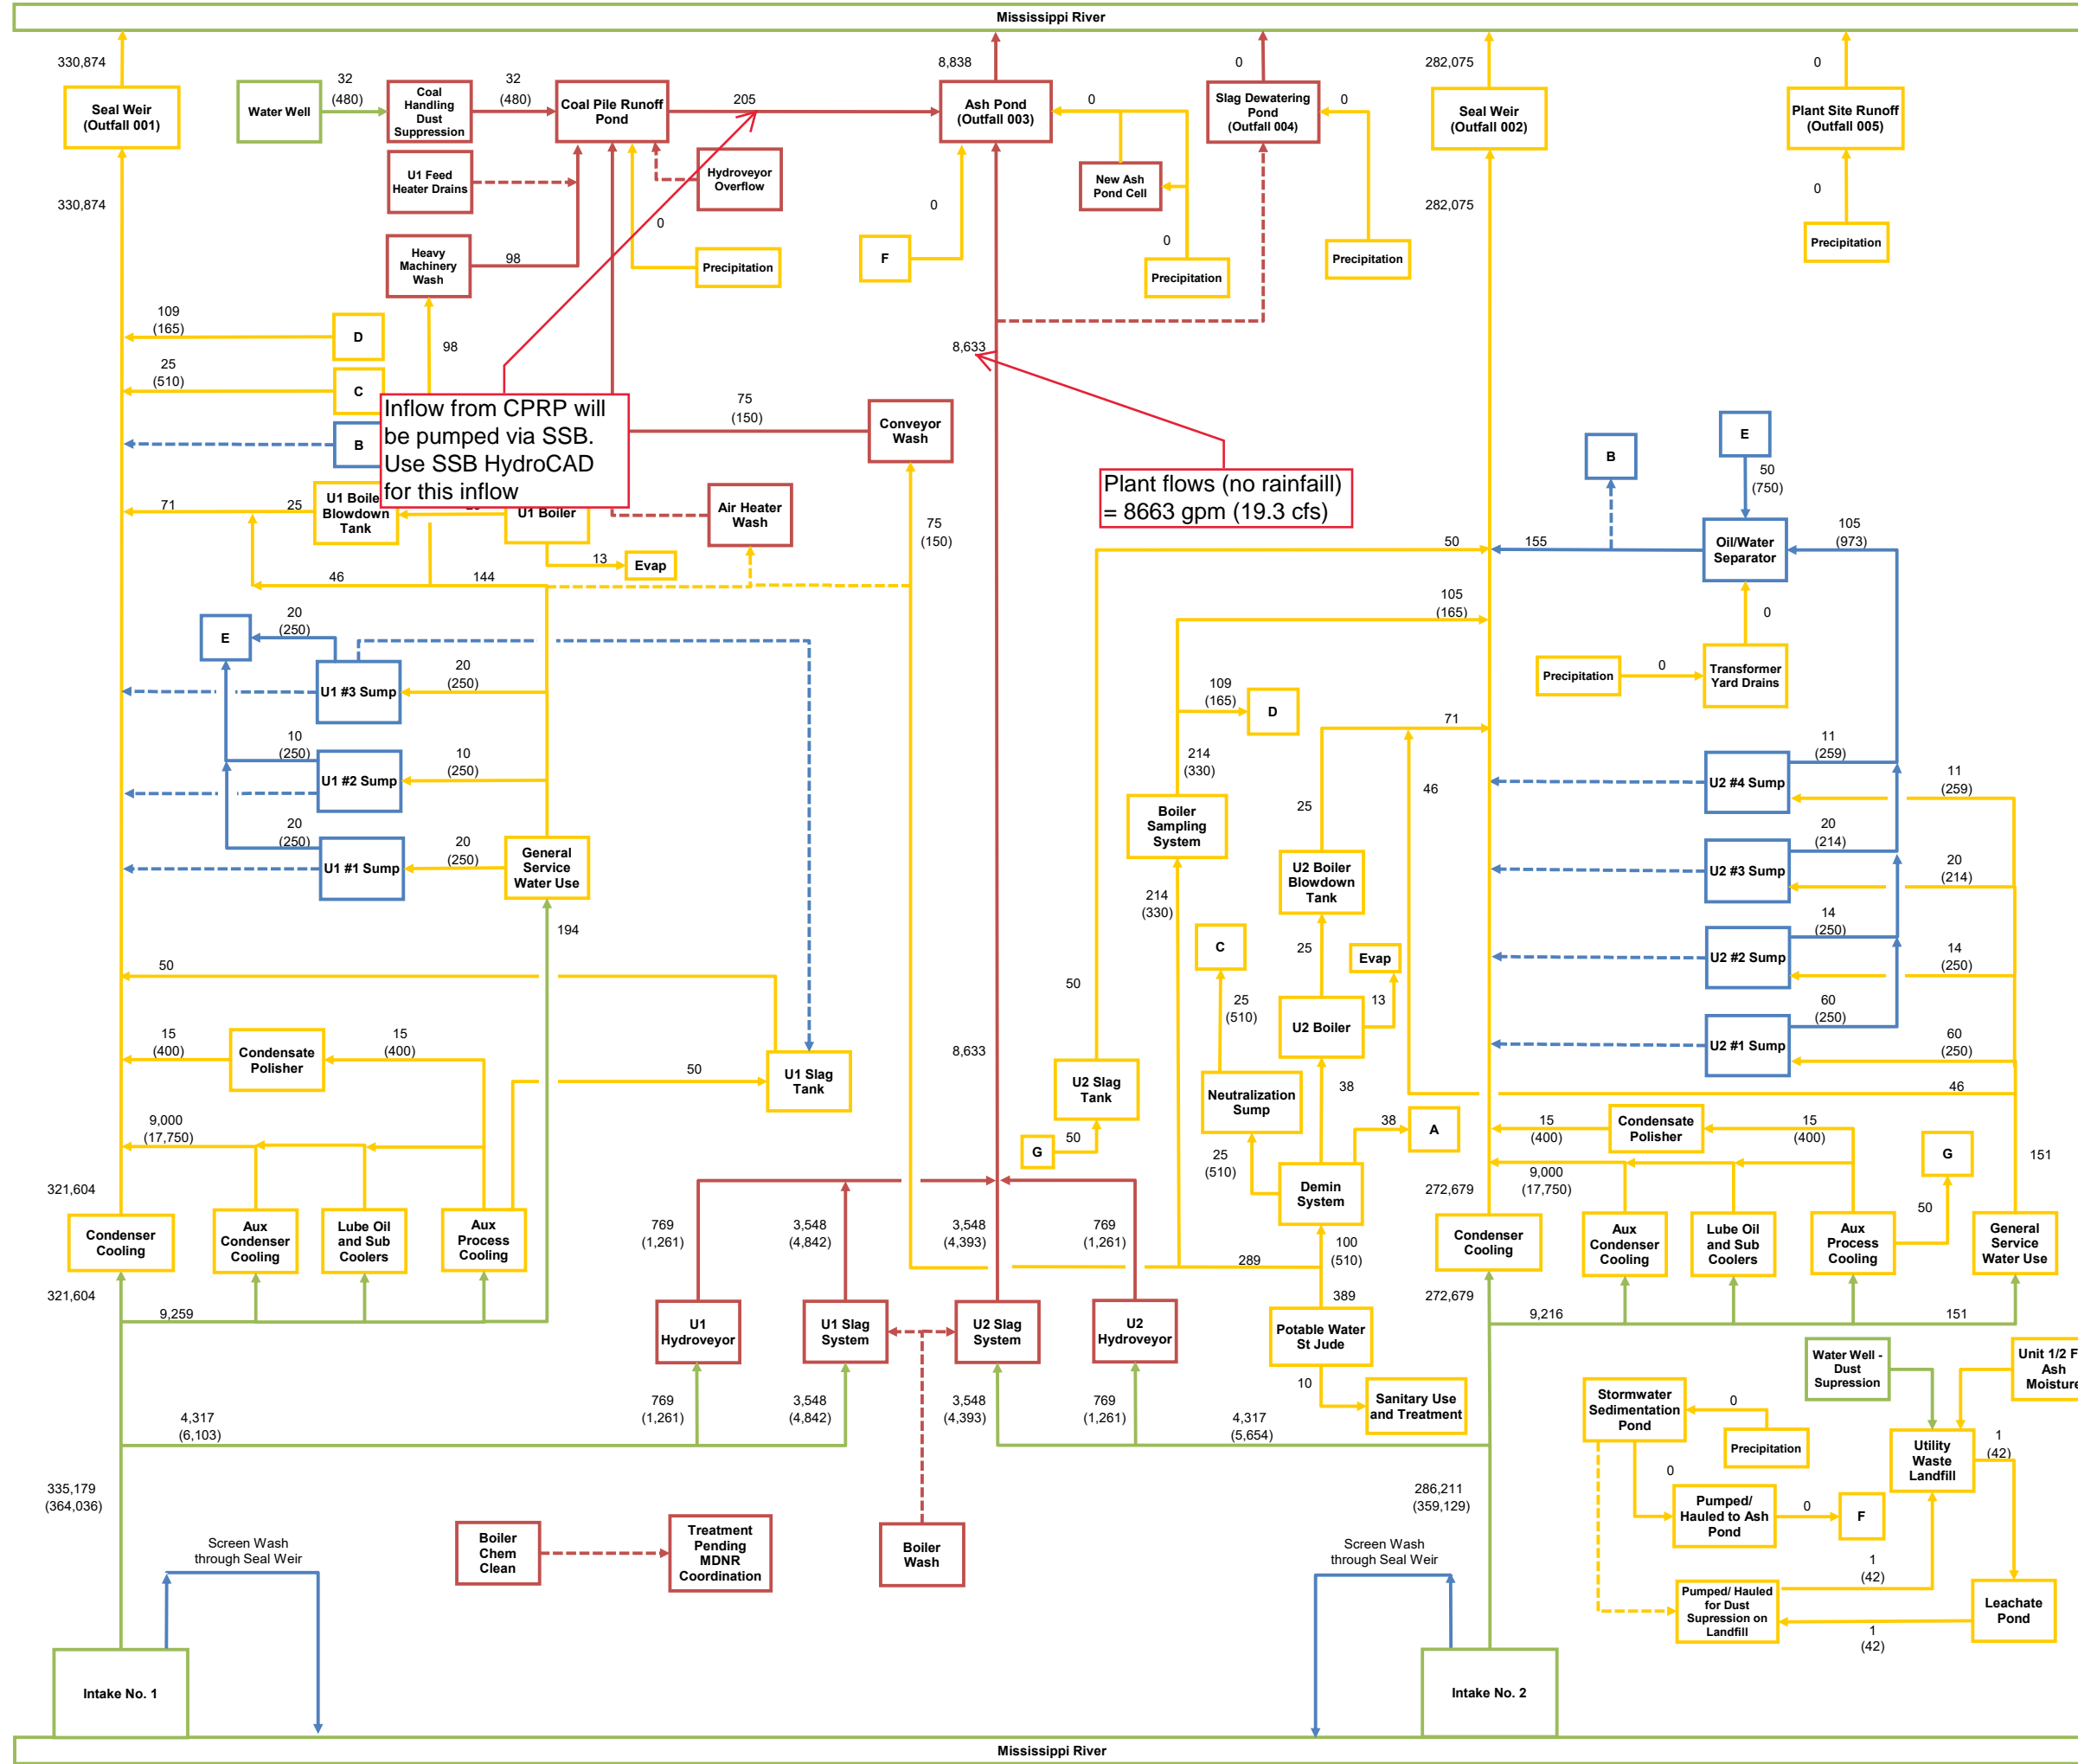 Mississippi River
330,874
Seal Weir
(Outfall 001)
330,874
Water Well
32
(480)
Coal
Handling
Dust
Suppression
32
(480)
Coal Pile Runoff
Pond
205
8,838
Ash Pond
(Outfall 003)
0
0
Slag Dewatering
Pond
(Outfall 004)
0
282,075
Seal Weir
(Outfall 002)
282,075
0
Plant Site Runoff
(Outfall 005)
0
Precipitation
U1 Feed
Heater Drains
Hydroveyor
Overflow
New Ash
Pond Cell
0
0
0
Heavy
Machinery
Wash
98
Precipitation
F
Precipitation
Precipitation
109
(165)
D
98
8,633
25
(510)
C
B
Inflow from CPRP will
be pumped via SSB.
Use SSB HydroCAD
for this inflow
75
(150)
Conveyor
Wash
Plant flows (no rainfaill)
= 8663 gpm (19.3 cfs)
B
E
50
(750)
71
25
U1 Boile
Blowdown
Tank
U1 Boiler
Air Heater
Wash
75
(150)
50
155
Oil/Water
Separator
105
(973)
13
Evap
46
144
105
(165)
0
E
20
(250)
U1 #3 Sump
20
(250)
Precipitation
0
Transformer
Yard Drains
109
(165)
D
71
10
(250)
U1 #2 Sump
10
(250)
214
(330)
46
U2 #4 Sump
11
(259)
11
(259)
Boiler
Sampling
System
25
20
(250)
U1 #1 Sump
20
(250)
General
Service
Water Use
U2 Boiler
Blowdown
Tank
U2 #3 Sump
20
(214)
20
(214)
194
214
(330)
C
25
Evap
U2 #2 Sump
14
(250)
14
(250)
50
50
25
(510)
U2 Boiler
13
U2 #1 Sump
60
(250)
60
(250)
15
(400)
Condensate
Polisher
15
(400)
50
U1 Slag
Tank
8,633
U2 Slag
Tank
Neutralization
Sump
38
46
9,000
(17,750)
G
50
38
A
25
(510)
15
(400)
Condensate
Polisher
15
(400)
G
151
321,604
Condenser
Cooling
Aux
Condenser
Cooling
Lube Oil
and Sub
Coolers
Aux
Process
Cooling
769
(1,261)
3,548
(4,842)
3,548
(4,393)
769
(1,261)
Demin
System
272,679
Condenser
Cooling
9,000
(17,750)
Aux
Condenser
Cooling
Lube Oil
and Sub
Coolers
Aux
Process
Cooling
50
General
Service
Water Use
289
100
(510)
321,604
9,259
U1
Hydroveyor
U1 Slag
System
U2 Slag
System
U2
Hydroveyor
389
Potable Water
St Jude
272,679
9,216
151
10
Sanitary Use
and Treatment
Water Well -
Dust
Supression
Unit 1/2 F
Ash
Moisture
4,317
(6,103)
769
(1,261)
3,548
(4,842)
3,548
(4,393)
769
(1,261)
4,317
(5,654)
Stormwater
Sedimentation
Pond
0
Precipitation
Utility
Waste
Landfill
1
(42)
335,179
(364,036)
286,211
(359,129)
0
Pumped/
Hauled to Ash
Pond
0
F
Screen Wash
through Seal Weir
Boiler
Chem
Clean
Treatment
Pending
MDNR
Coordination
Boiler
Wash
Screen Wash
through Seal Weir
1
(42)
Pumped/ Hauled
for Dust
Supression on
Landfill
Leachate
Pond
1
(42)
Intake No. 1
Intake No. 2
Mississippi River